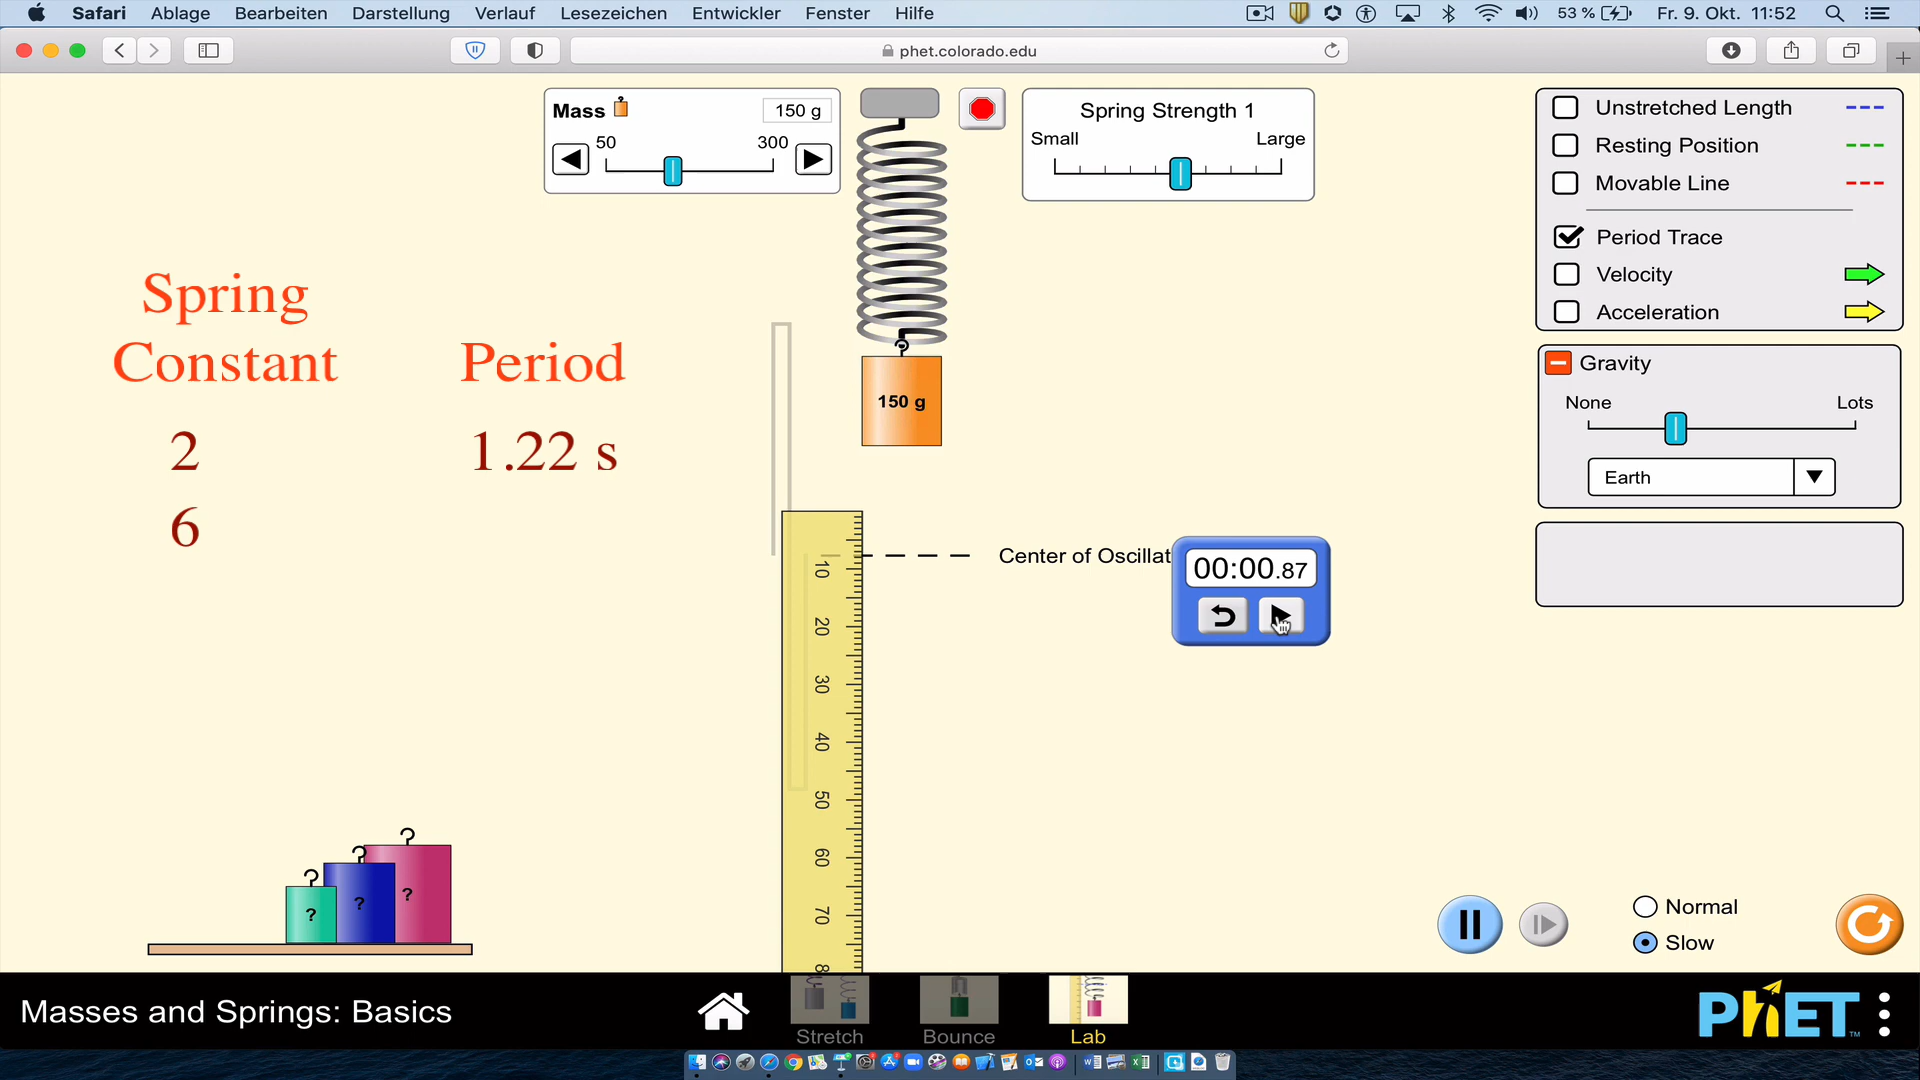 Safari Ablage Bearbeiten Darstellung Verlauf Lesezeichen Entwickler Fenster Hilfe 53 % Fr. 9. Okt. 11:52
phet.colorado.edu
Mass 150 g
50 300
Spring Strength 1
Small Large
Unstretched Length
Resting Position
Movable Line
Period Trace
Velocity
Acceleration
Gravity
None Lots
Earth
Spring
Constant Period
2 1.22 s
6
150 g
Center of Oscillat
00:00.87
10
20
30
40
50
60
70
8
? ? ?
? ? ?
Normal
Slow
Masses and Springs: Basics
Stretch Bounce Lab
PhET™